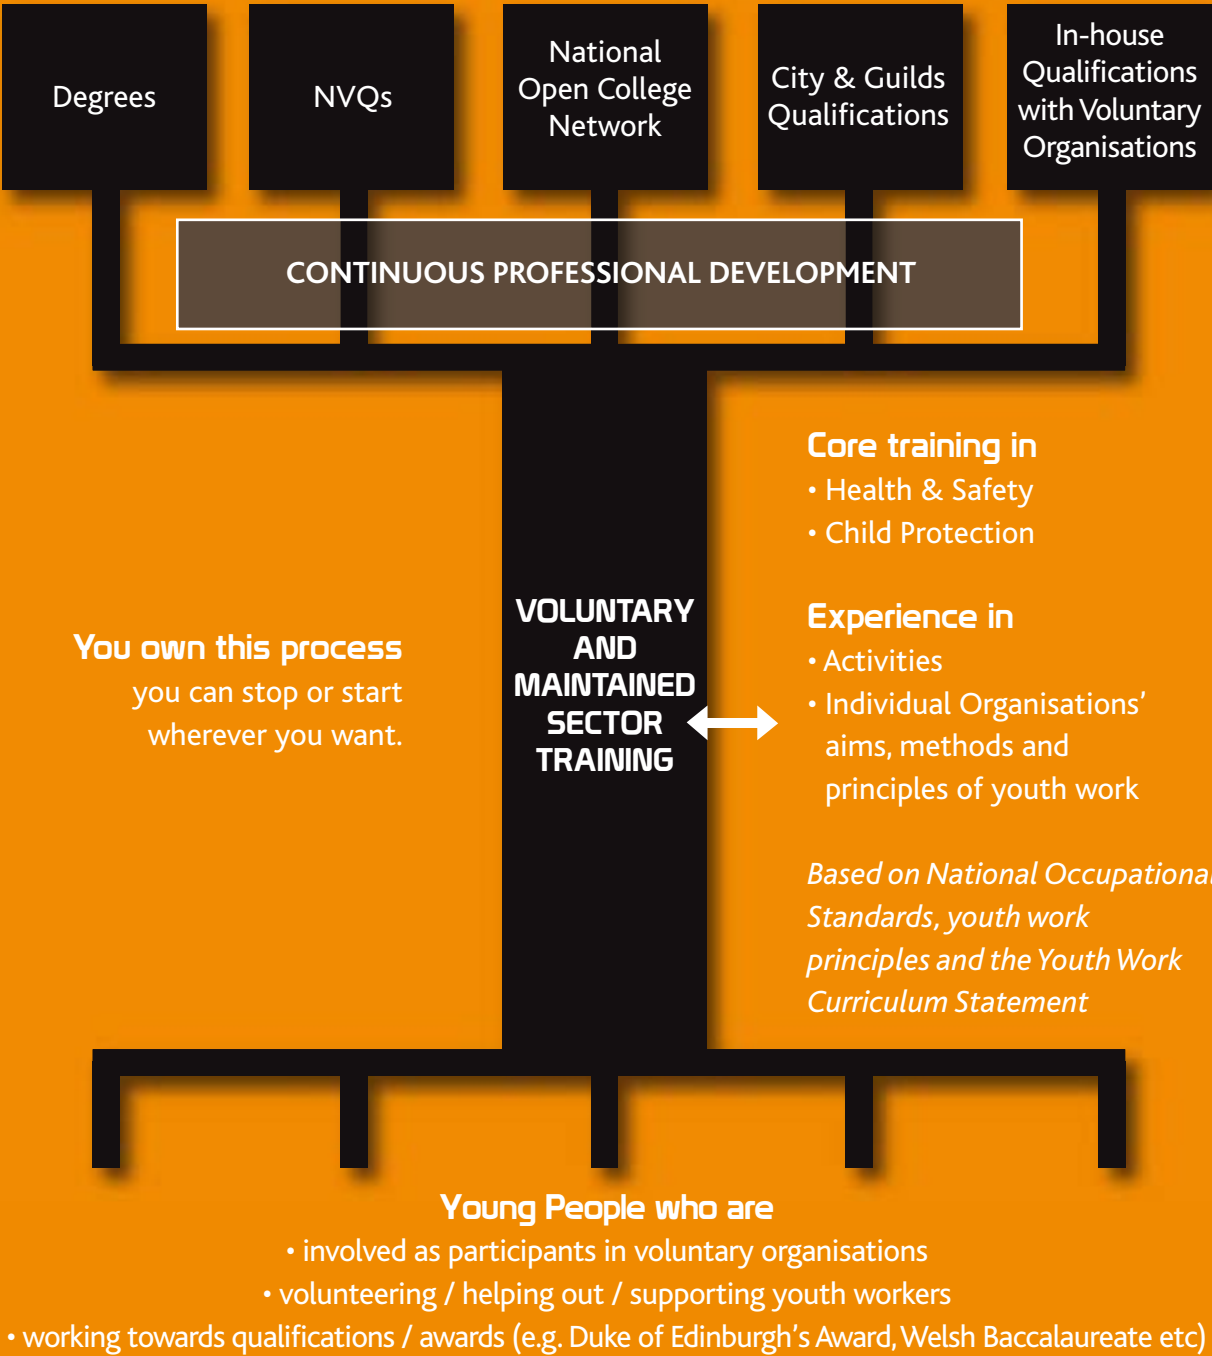 Degrees
NVQs
National
Open College
Network
City & Guilds
Qualifications
In-house
Qualifications
with Voluntary
Organisations
CONTINUOUS PROFESSIONAL DEVELOPMENT
You own this process
you can stop or start
wherever you want.
VOLUNTARY
AND
MAINTAINED
SECTOR
TRAINING
Core training in
• Health & Safety
• Child Protection
Experience in
• Activities
• Individual Organisations’
aims, methods and
principles of youth work
Based on National Occupational
Standards, youth work
principles and the Youth Work
Curriculum Statement
Young People who are
• involved as participants in voluntary organisations
• volunteering / helping out / supporting youth workers
• working towards qualifications / awards (e.g. Duke of Edinburgh’s Award, Welsh Baccalaureate etc)